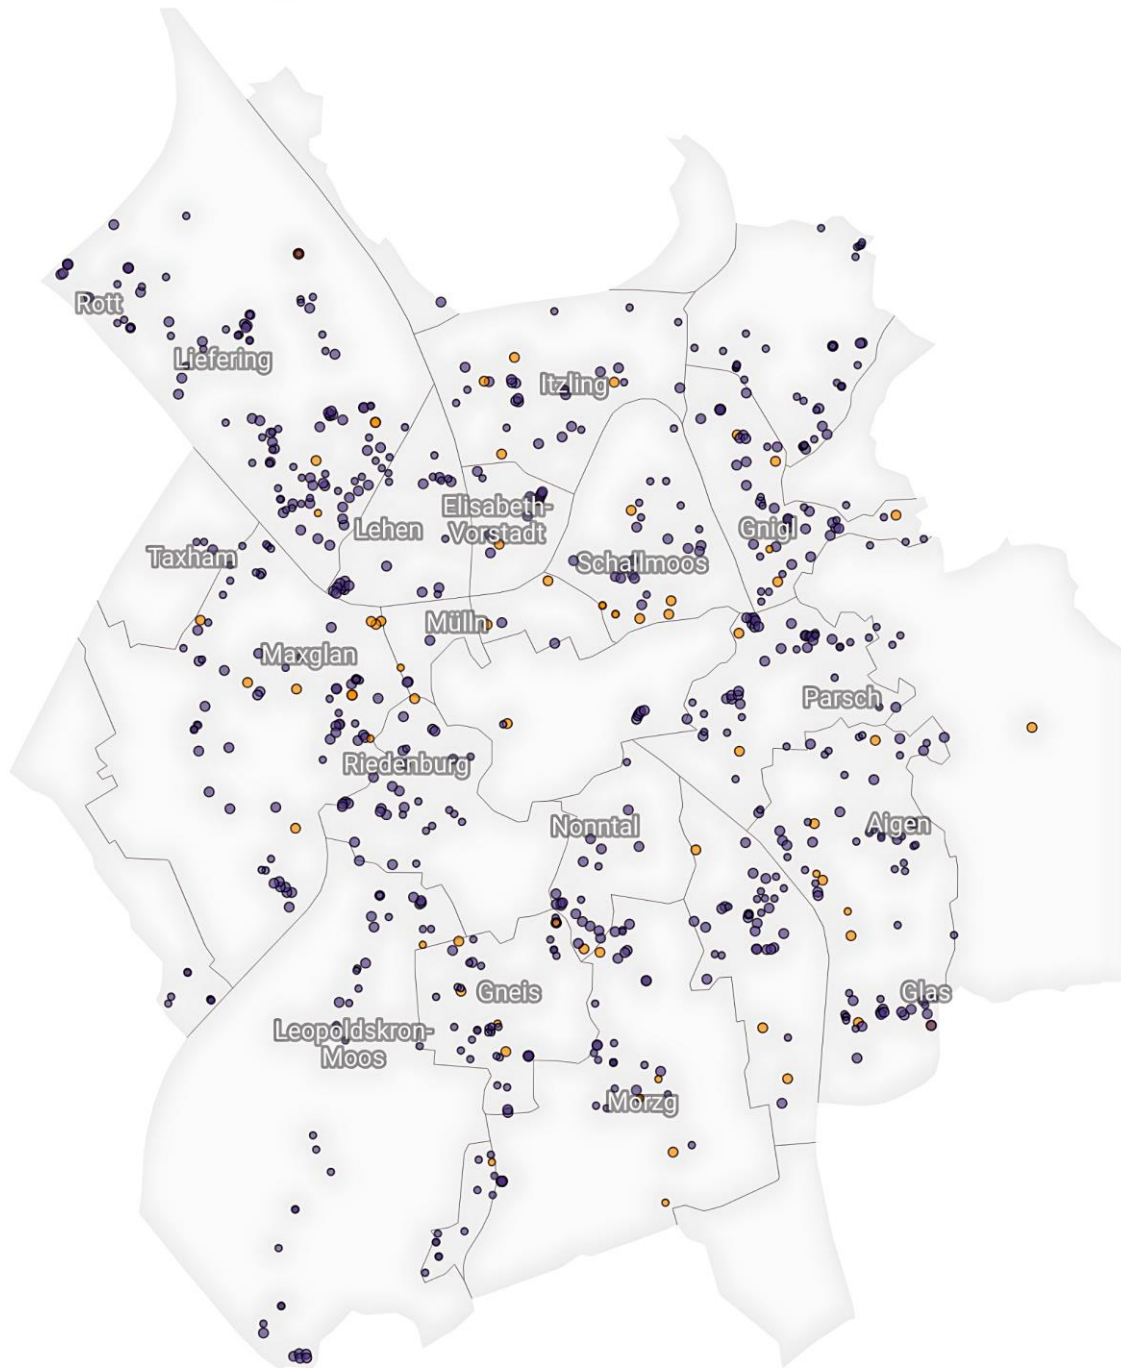 Rott
Liefering
Itzling
Elisabeth-
Vorstadt
Lehen
Gnigl
Taxham
Schallmoos
Mülln
Maxglan
Parsch
Riedenburg
Nonntal
Aigen
Gneis
Glas
Leopoldskron-
Moos
Morzg